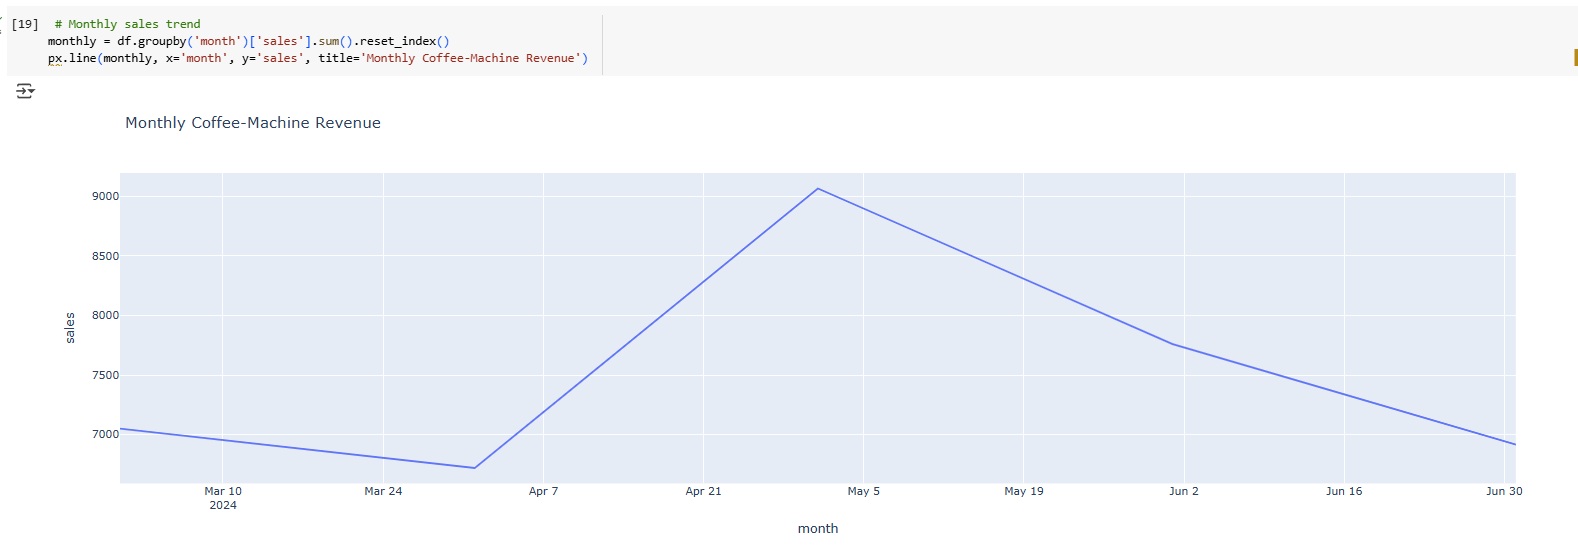 [19] # Monthly sales trend
monthly = df.groupby('month')['sales'].sum().reset_index()
px.line(monthly, x='month', y='sales', title='Monthly Coffee-Machine Revenue')
Monthly Coffee-Machine Revenue
9000
8500
8000
7500
7000
sales
Mar 10 Mar 24 Apr 7 Apr 21 May 5 May 19 Jun 2 Jun 16 Jun 30
2024
month